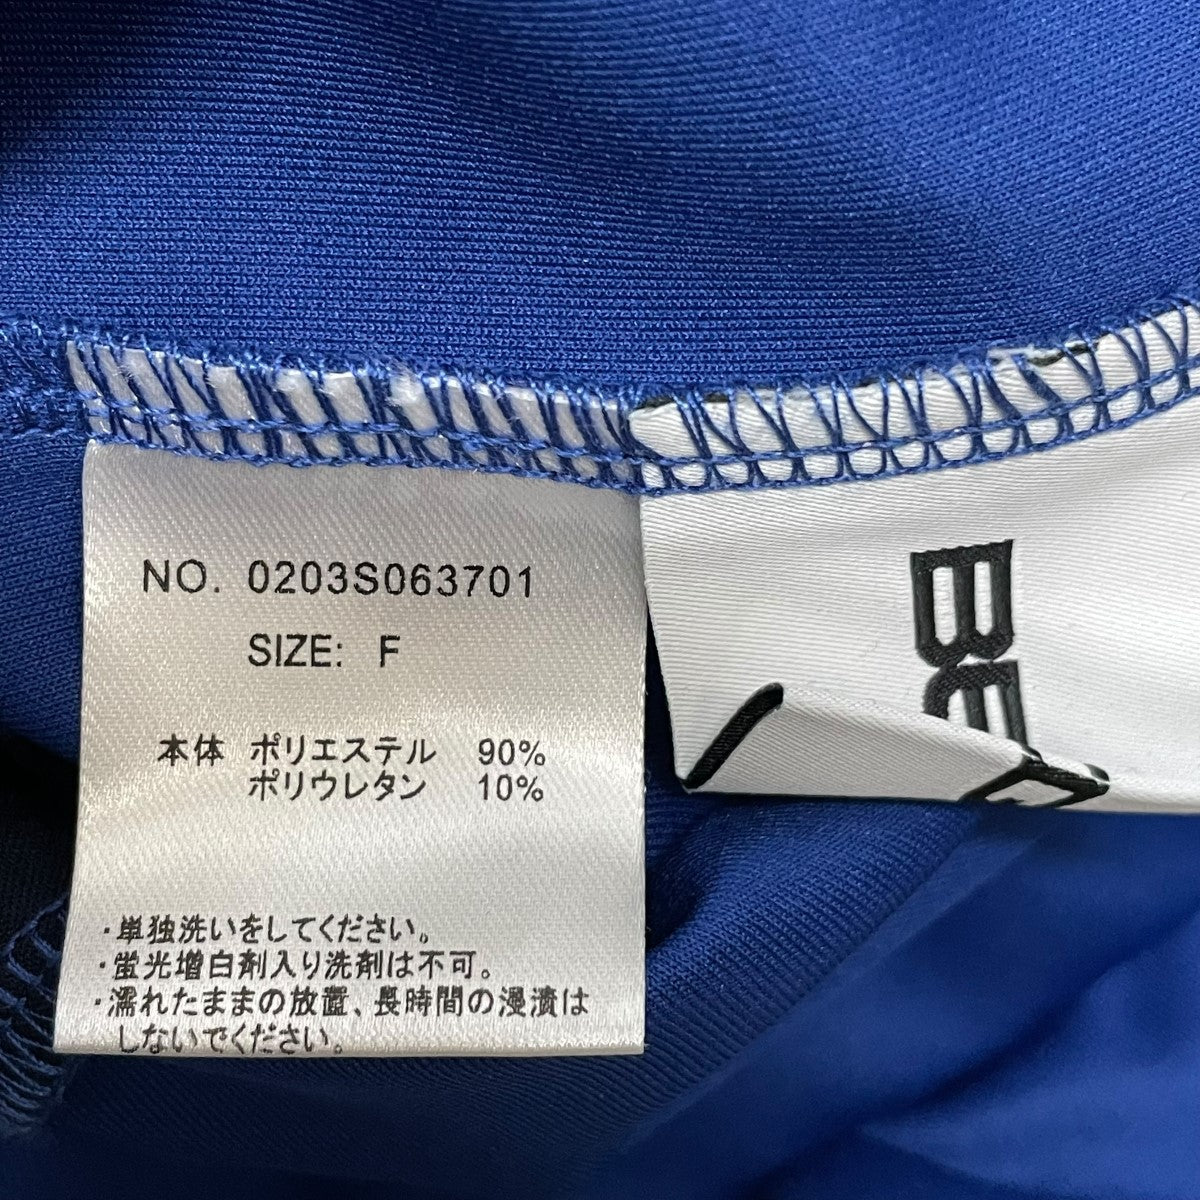 NO. 0203S063701
SIZE: F
本体 ポリエステル 90%
ポリウレタン 10%
・単独洗いをしてください。
・蛍光増白剤入り洗剤は不可。
・濡れたままの放置、長時間の浸漬は
しないでください。
BE